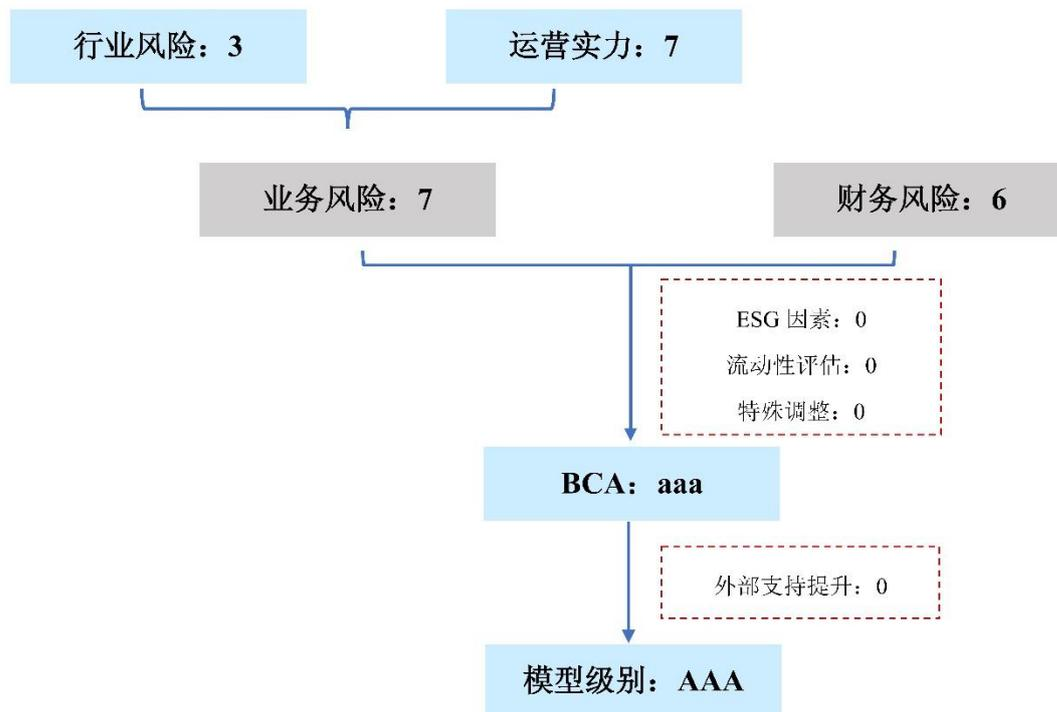 行业风险：3
运营实力：7
业务风险：7
财务风险：6
ESG 因素：0
流动性评估：0
特殊调整：0
BCA：aaa
外部支持提升：0
模型级别：AAA